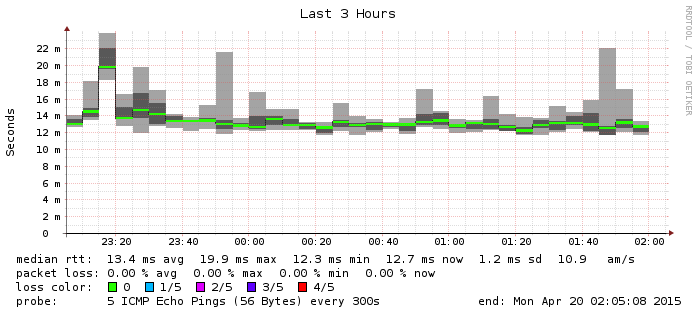 Last 3 Hours
RRDTOOL / TOBI OETIKER
Seconds
22 m
20 m
18 m
16 m
14 m
12 m
10 m
8 m
6 m
4 m
2 m
0
23:20 23:40 00:00 00:20 00:40 01:00 01:20 01:40 02:00
median rtt: 13.4 ms avg 19.9 ms max 12.3 ms min 12.7 ms now 1.2 ms sd 10.9 am/s
packet loss: 0.00 % avg 0.00 % max 0.00 % min 0.00 % now
loss color: 0 1/5 2/5 3/5 4/5
probe: 5 ICMP Echo Pings (56 Bytes) every 300s end: Mon Apr 20 02:05:08 2015